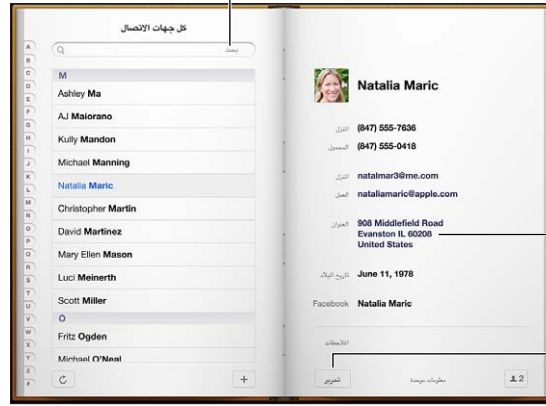 كل جهات الاتصال
بحث
A
B
C
D
E
F
G
H
I
J
K
L
M
N
O
P
Q
R
S
T
U
V
W
X
Y
Z
#
M
Ashley Ma
AJ Maiorano
Kully Mandon
Michael Manning
Natalia Maric
Christopher Martin
David Martinez
Mary Ellen Mason
Luci Meinerth
Scott Miller
O
Fritz Ogden
Michael O'Neal
Natalia Maric
المنزل (847) 555-7636
المحمول (847) 555-0418
المنزل natalmar3@me.com
العمل nataliamaric@apple.com
العنوان 908 Middlefield Road
Evanston IL 60208
United States
تاريخ الميلاد June 11, 1978
Facebook Natalia Maric
الملاحظات
تحرير
معلومات موحدة
2